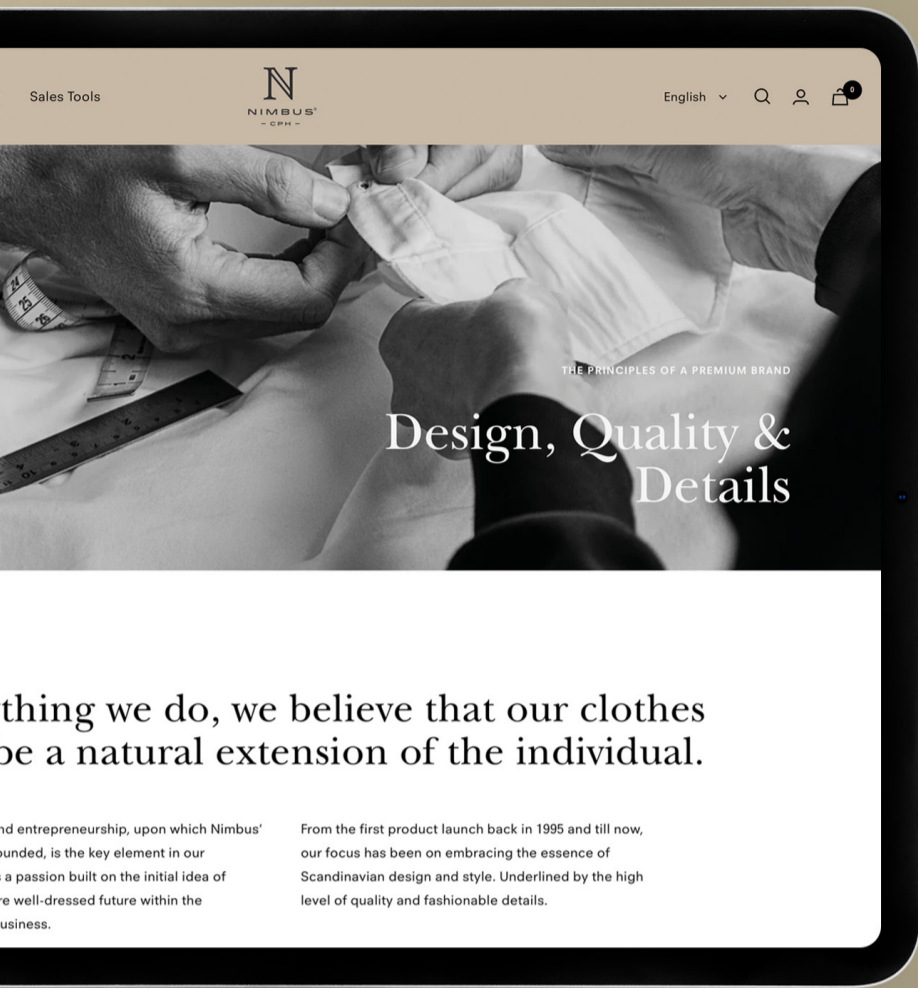 Sales Tools
N
NIMBUS®
– CPH –
English
0
24
25
26
THE PRINCIPLES OF A PREMIUM BRAND
Design, Quality &
Details
thing we do, we believe that our clothes
be a natural extension of the individual.
nd entrepreneurship, upon which Nimbus’
ounded, is the key element in our
s a passion built on the initial idea of
re well-dressed future within the
usiness.
From the first product launch back in 1995 and till now,
our focus has been on embracing the essence of
Scandinavian design and style. Underlined by the high
level of quality and fashionable details.